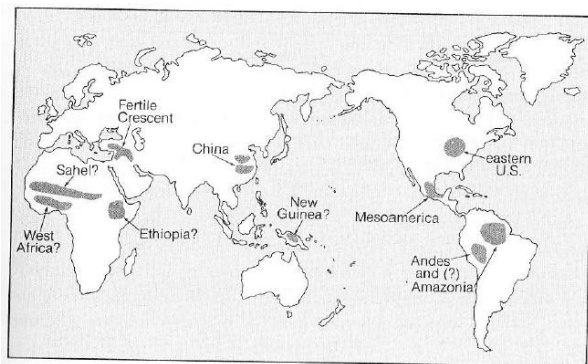 Fertile
Crescent
China
Sahel?
New
Guinea?
West
Africa?
Ethiopia?
eastern
U.S.
Mesoamerica
Andes
and (?)
Amazonia